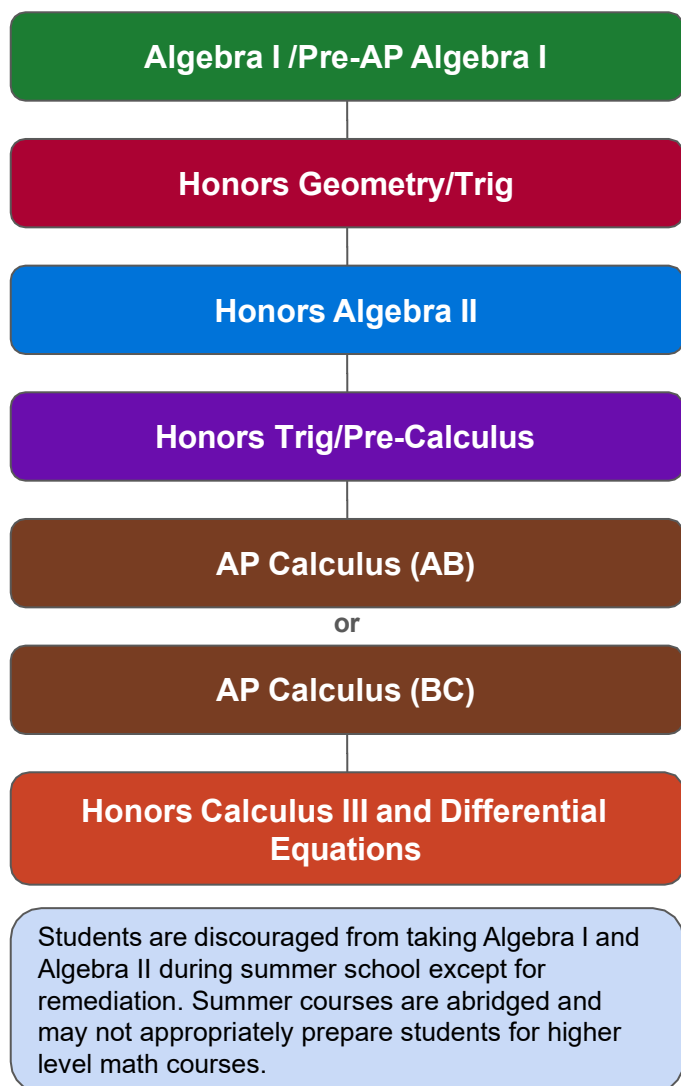 Algebra I /Pre-AP Algebra I
Honors Geometry/Trig
Honors Algebra II
Honors Trig/Pre-Calculus
AP Calculus (AB)
or
AP Calculus (BC)
Honors Calculus III and Differential
Equations
Students are discouraged from taking Algebra I and
Algebra II during summer school except for
remediation. Summer courses are abridged and
may not appropriately prepare students for higher
level math courses.